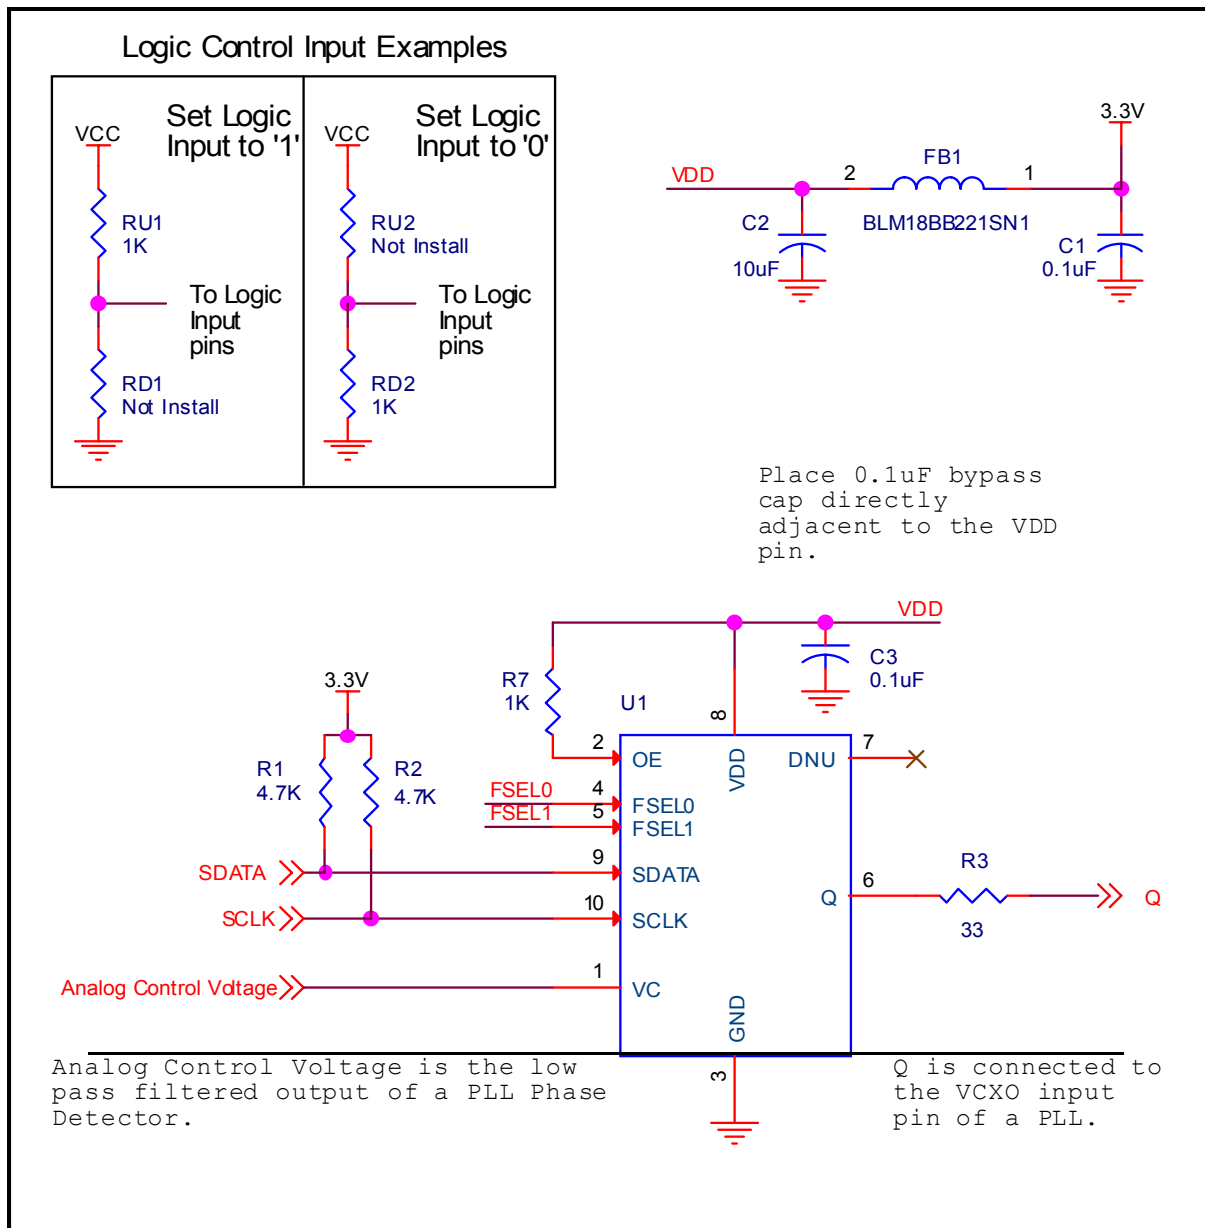 Logic Control Input Examples
Set Logic
Input to '1'
VCC
RU1
1K
To Logic
Input
pins
RD1
Not Install
Set Logic
Input to '0'
VCC
RU2
Not Install
To Logic
Input
pins
RD2
1K
3.3V
VDD
2
FB1
1
BLM18BB221SN1
C2
10uF
C1
0.1uF
Place 0.1uF bypass
cap directly
adjacent to the VDD
pin.
VDD
C3
0.1uF
R7
1K
U1
8
3.3V
R1
4.7K
R2
4.7K
2
OE
VDD
DNU
7
FSEL0
4
FSEL0
FSEL1
5
FSEL1
SDATA
9
SDATA
SCLK
10
SCLK
Q
6
R3
33
Q
Analog Control Voltage
1
VC
GND
3
Analog Control Voltage is the low
pass filtered output of a PLL Phase
Detector.
Q is connected to
the VCXO input
pin of a PLL.